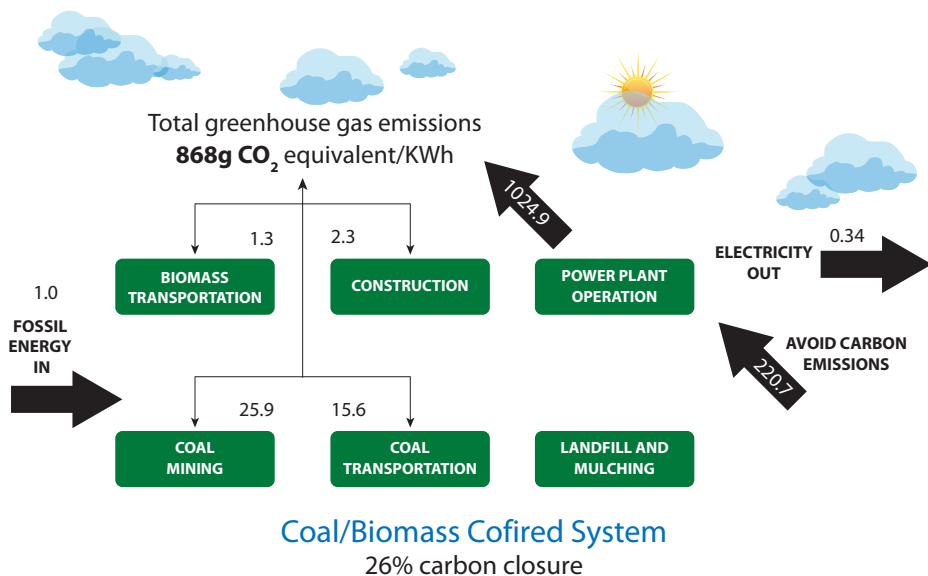 Total greenhouse gas emissions
868g CO₂ equivalent/KWh
1024.9
1.3
2.3
BIOMASS
TRANSPORTATION
CONSTRUCTION
POWER PLANT
OPERATION
ELECTRICITY
OUT
0.34
1.0
FOSSIL
ENERGY
IN
AVOID CARBON
EMISSIONS
220.7
25.9
15.6
COAL
MINING
COAL
TRANSPORTATION
LANDFILL AND
MULCHING
Coal/Biomass Cofired System
26% carbon closure